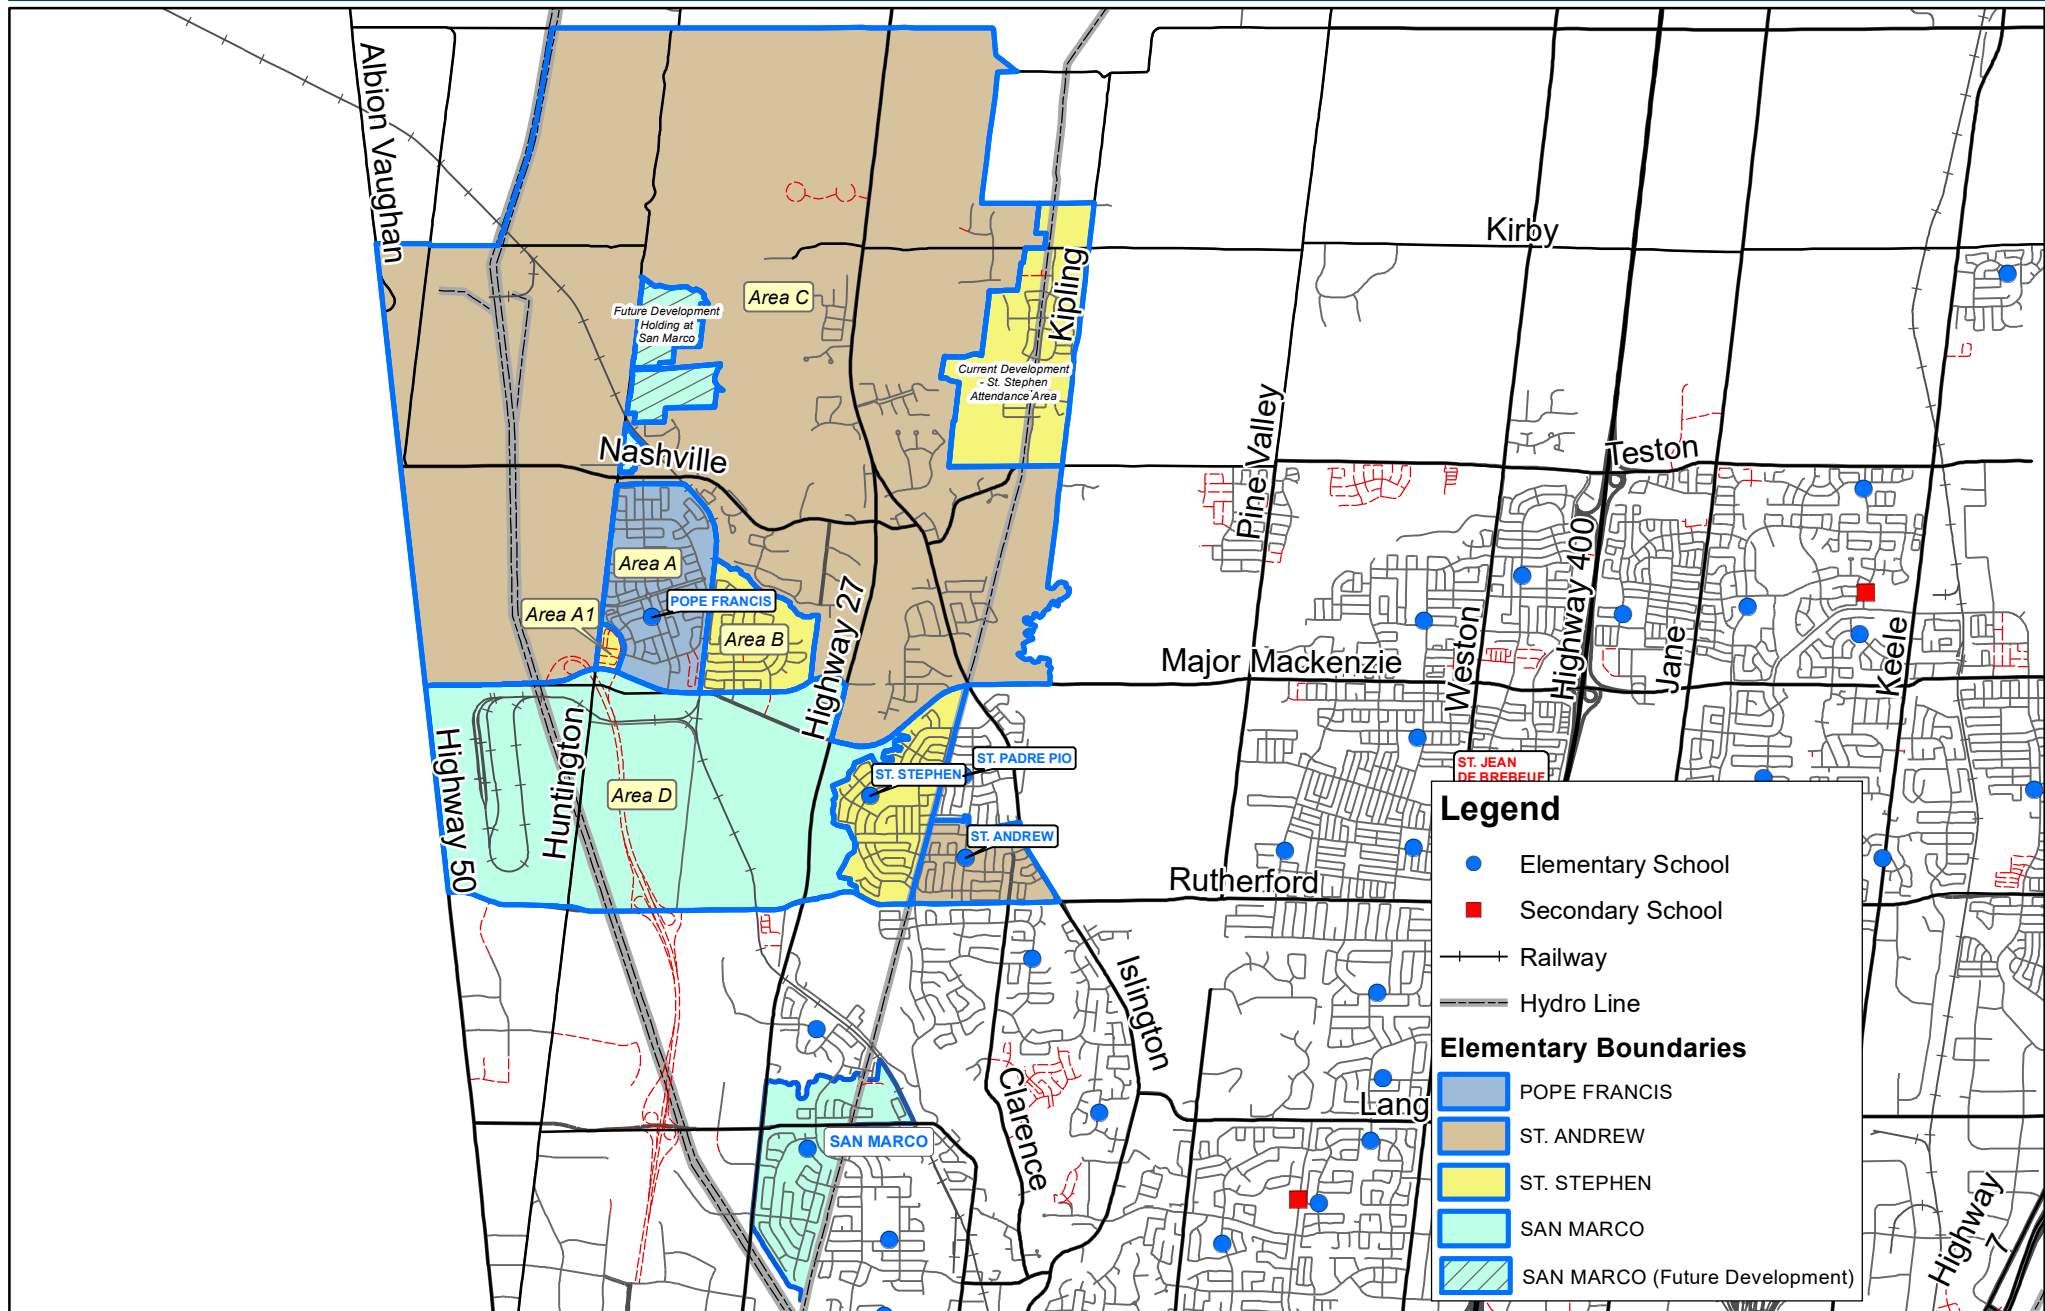 Albion Vaughan
Kirby
Kipling
Area C
Future Development
Holding at
San Marco
Current Development
- St. Stephen
Attendance Area
Pine Valley
Nashville
Teston
Highway 400
Area A
POPE FRANCIS
Area A1
Area B
Highway 27
Major Mackenzie
Weston
Jane
Keele
Highway 50
Huntington
Area D
ST. PADRE PIO
ST. STEPHEN
ST. ANDREW
ST. JEAN
DE BREBEUF
Rutherford
Islington
Clarence
Lang
SAN MARCO
Highway
7
Legend
Elementary School
Secondary School
Railway
Hydro Line
Elementary Boundaries
POPE FRANCIS
ST. ANDREW
ST. STEPHEN
SAN MARCO
SAN MARCO (Future Development)